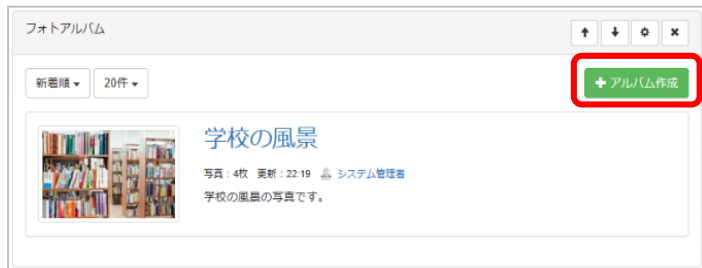 フォトアルバム
新着順 20件 アルバム作成
学校の風景
写真:4枚 更新:22:19 システム管理者
学校の風景の写真です。